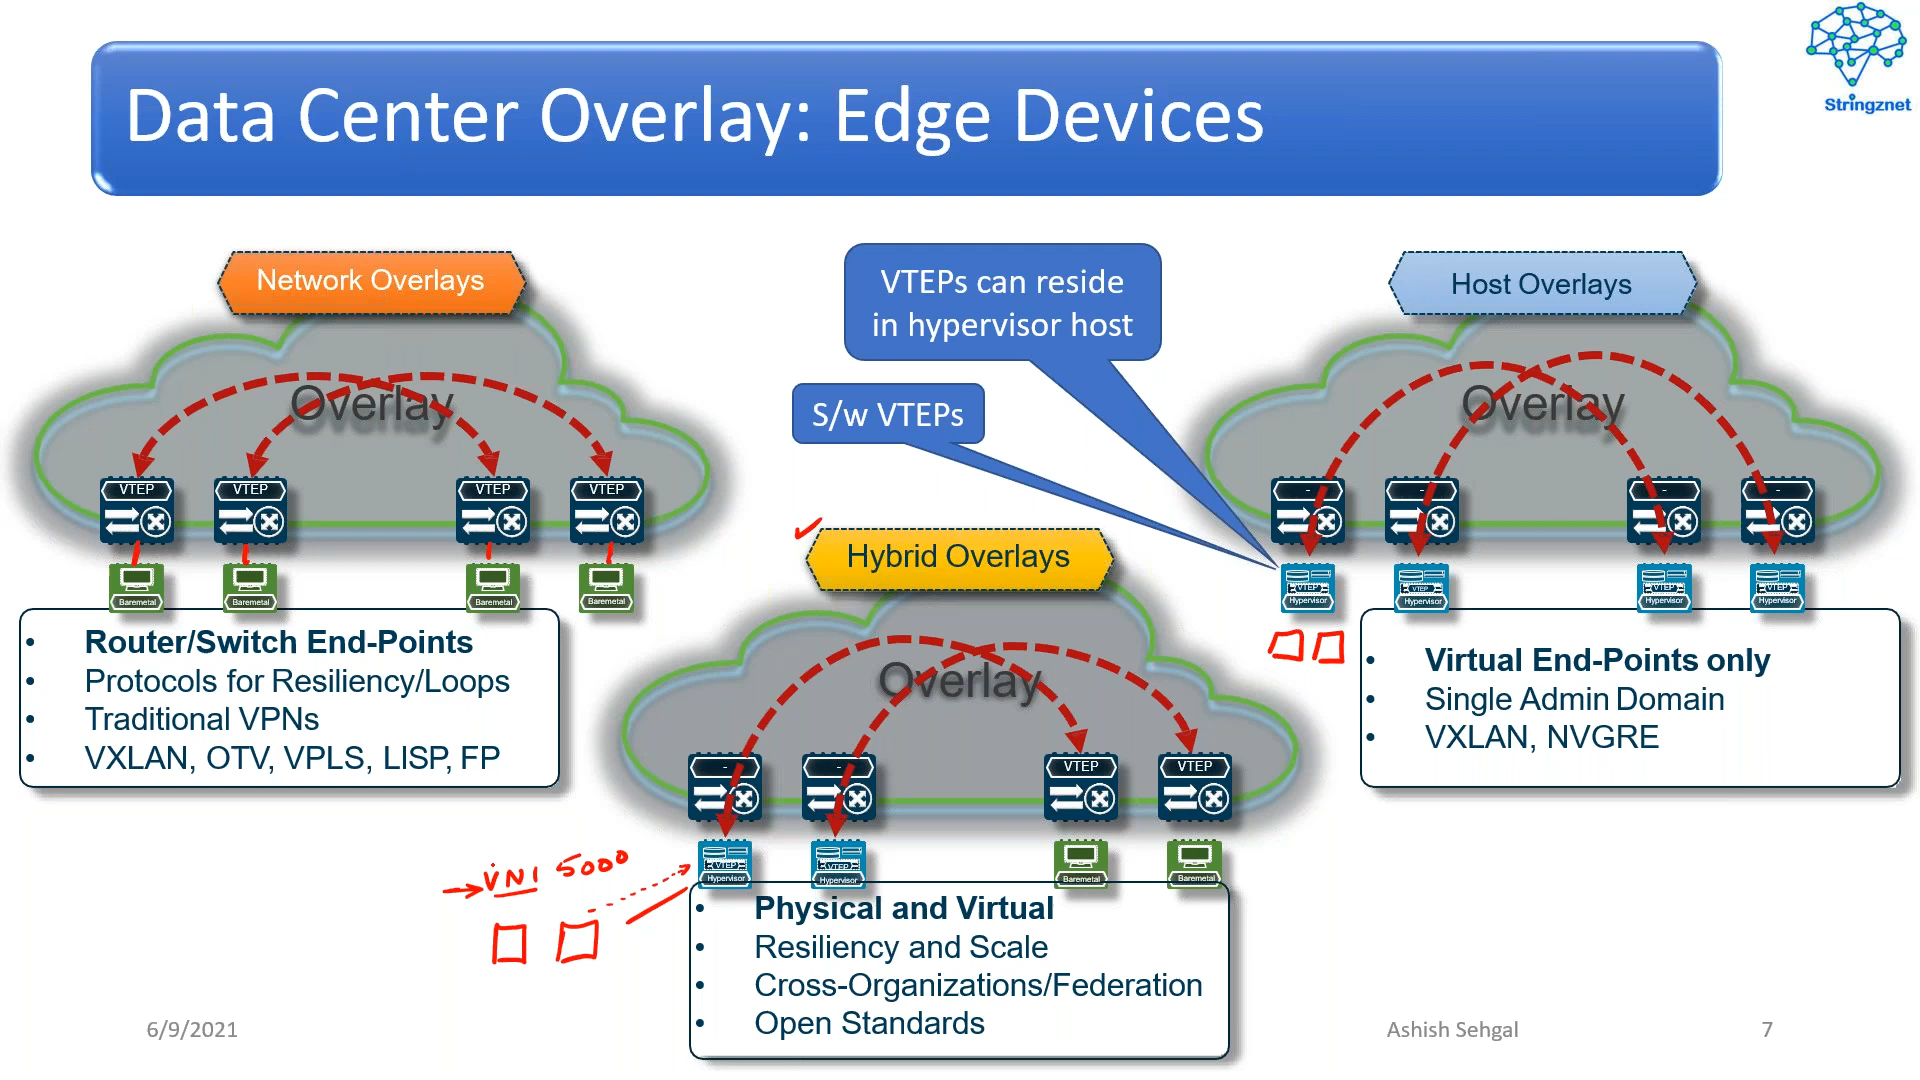 Stringznet
Data Center Overlay: Edge Devices
Network Overlays
Overlay
VTEP
VTEP
VTEP
VTEP
Baremetal
Baremetal
Baremetal
Baremetal
• Router/Switch End-Points
• Protocols for Resiliency/Loops
• Traditional VPNs
• VXLAN, OTV, VPLS, LISP, FP
VTEPs can reside
in hypervisor host
S/w VTEPs
Hybrid Overlays
Overlay
-
-
VTEP
VTEP
VTEP
Hypervisor
VTEP
Hypervisor
Baremetal
Baremetal
VNI 5000
• Physical and Virtual
• Resiliency and Scale
• Cross-Organizations/Federation
• Open Standards
Host Overlays
Overlay
-
-
-
-
VTEP
Hypervisor
VTEP
Hypervisor
VTEP
Hypervisor
VTEP
Hypervisor
• Virtual End-Points only
• Single Admin Domain
• VXLAN, NVGRE
6/9/2021
Ashish Sehgal
7